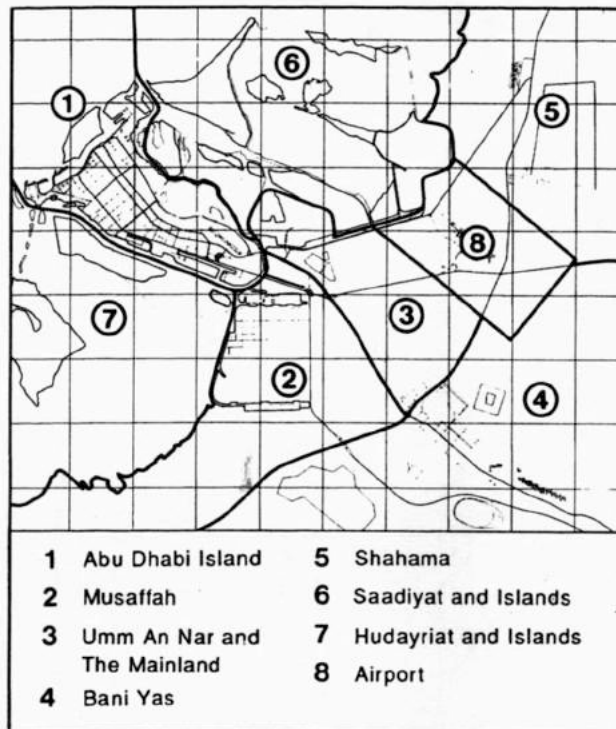 1
6
5
8
7
3
2
4
1 Abu Dhabi Island
2 Musaffah
3 Umm An Nar and
The Mainland
4 Bani Yas
5 Shahama
6 Saadiyat and Islands
7 Hudayriat and Islands
8 Airport